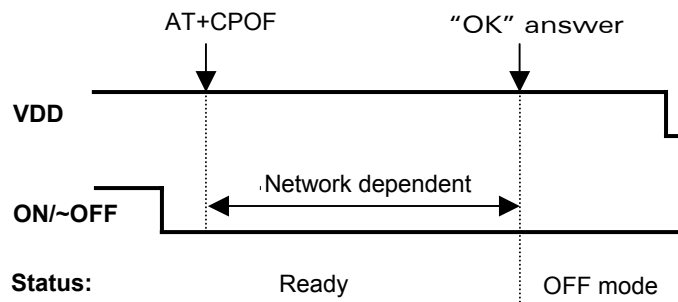 AT+CPOF
“OK” answer
VDD
Network dependent
ON/~OFF
Status: Ready OFF mode